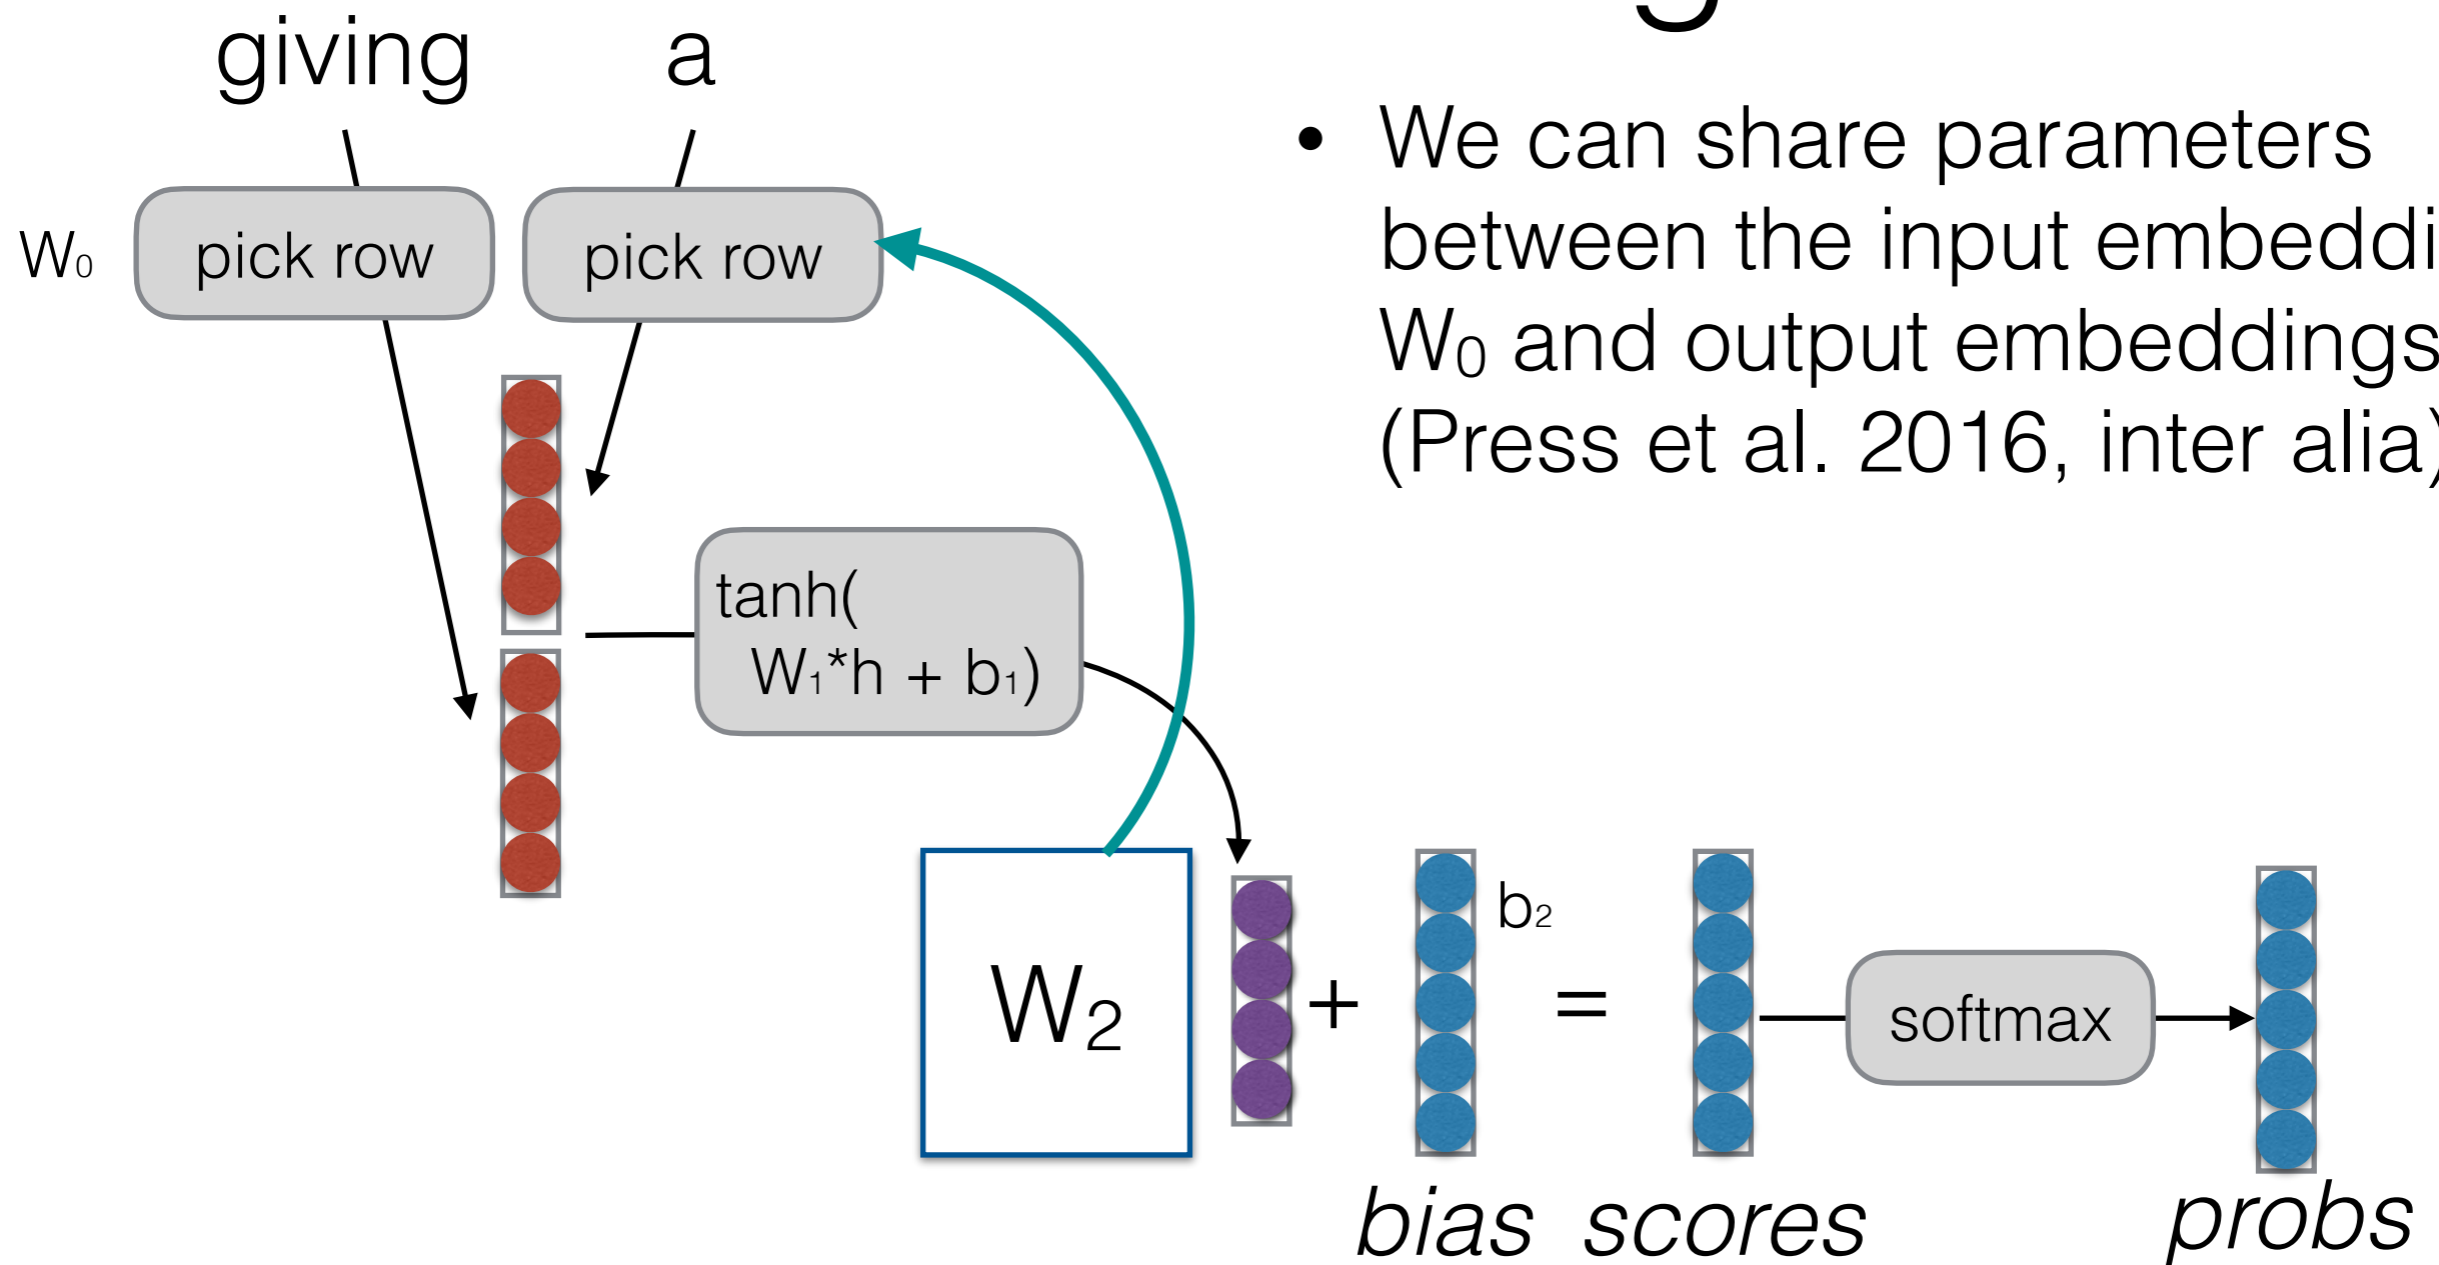 giving a
W₀ pick row pick row
• We can share parameters
between the input embeddi
W₀ and output embeddings
(Press et al. 2016, inter alia)
tanh(
W₁*h + b₁)
W₂
+ b₂ = softmax
bias scores probs